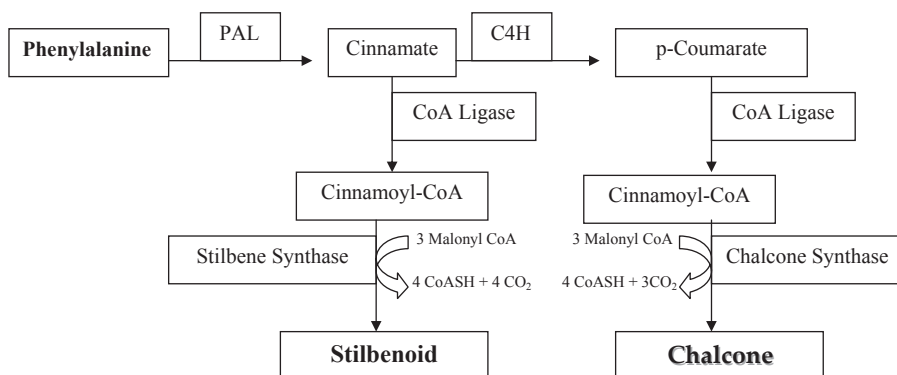 PAL
C4H
Phenylalanine
Cinnamate
p-Coumarate
CoA Ligase
CoA Ligase
Cinnamoyl-CoA
Cinnamoyl-CoA
3 Malonyl CoA
3 Malonyl CoA
Stilbene Synthase
Chalcone Synthase
4 CoASH + 4 CO₂
4 CoASH + 3CO₂
Stilbenoid
Chalcone